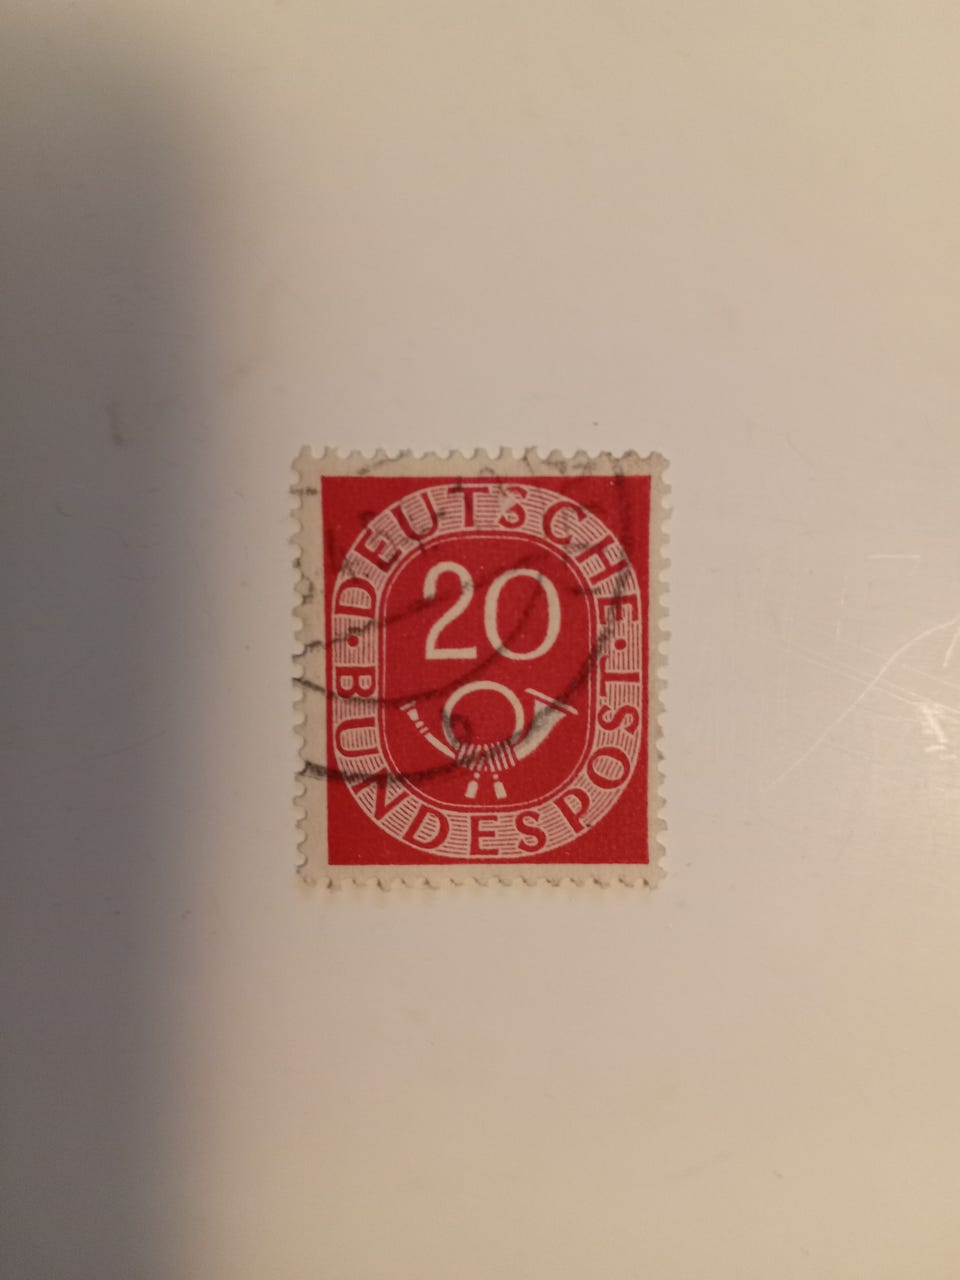 DEUTSCHE
20
· BUNDESPOST ·